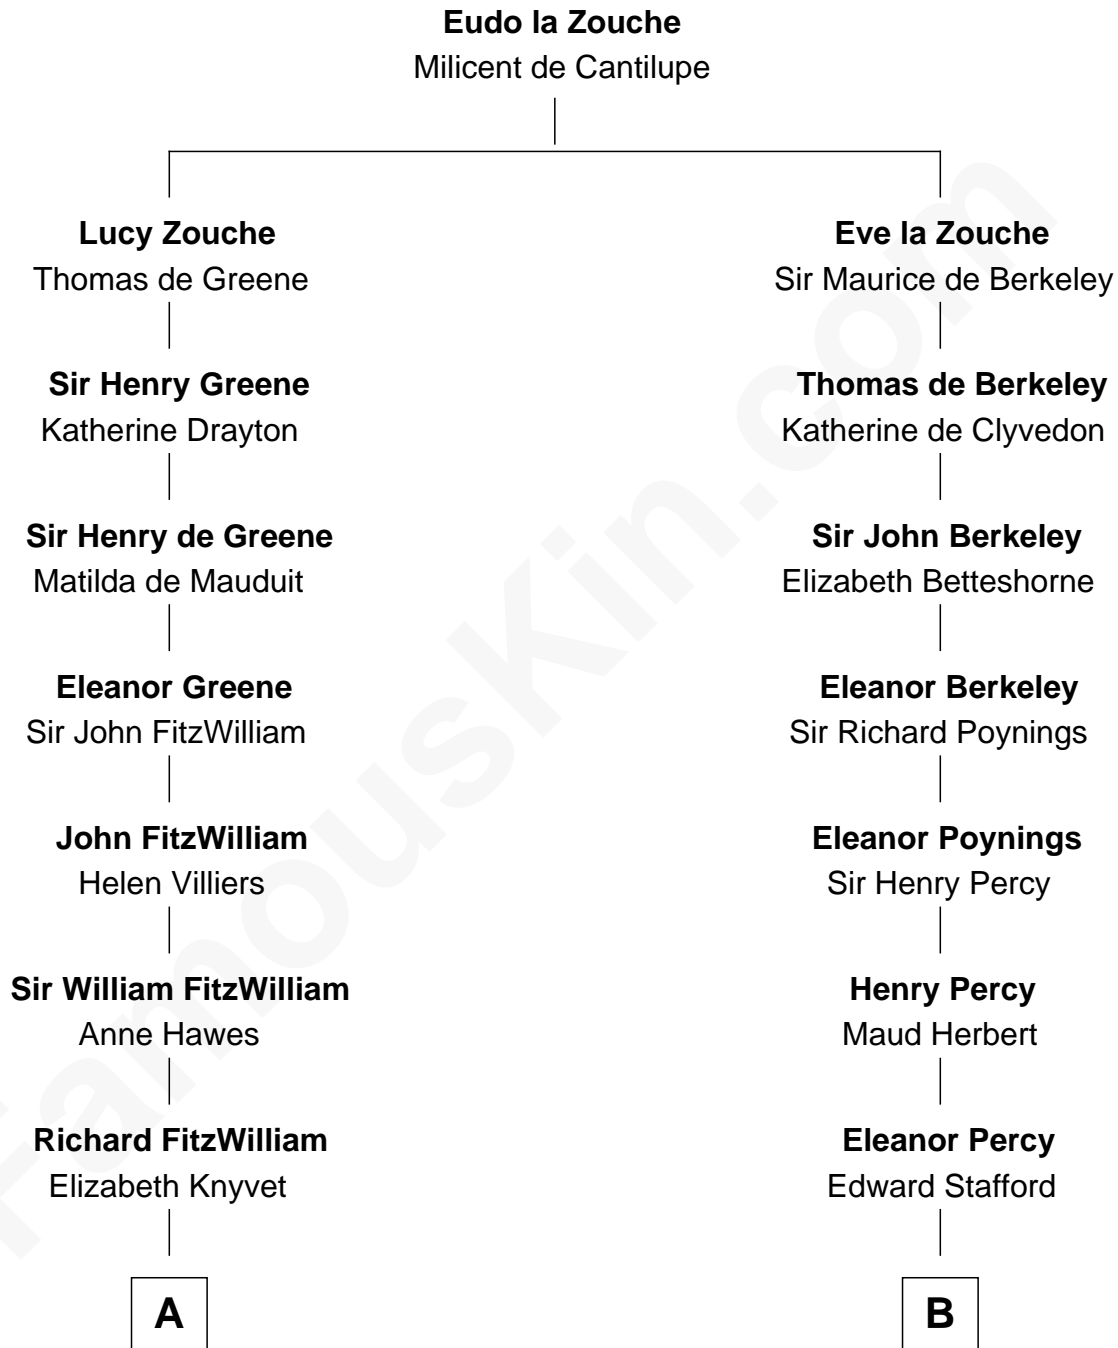 Eudo la Zouche
Milicent de Cantilupe
Lucy Zouche
Thomas de Greene
Eve la Zouche
Sir Maurice de Berkeley
Sir Henry Greene
Katherine Drayton
Thomas de Berkeley
Katherine de Clyvedon
Sir Henry de Greene
Matilda de Mauduit
Sir John Berkeley
Elizabeth Betteshorne
Eleanor Greene
Sir John FitzWilliam
Eleanor Berkeley
Sir Richard Poynings
John FitzWilliam
Helen Villiers
Eleanor Poynings
Sir Henry Percy
Sir William FitzWilliam
Anne Hawes
Henry Percy
Maud Herbert
Richard FitzWilliam
Elizabeth Knyvet
Eleanor Percy
Edward Stafford
A
B
FamousKin.com